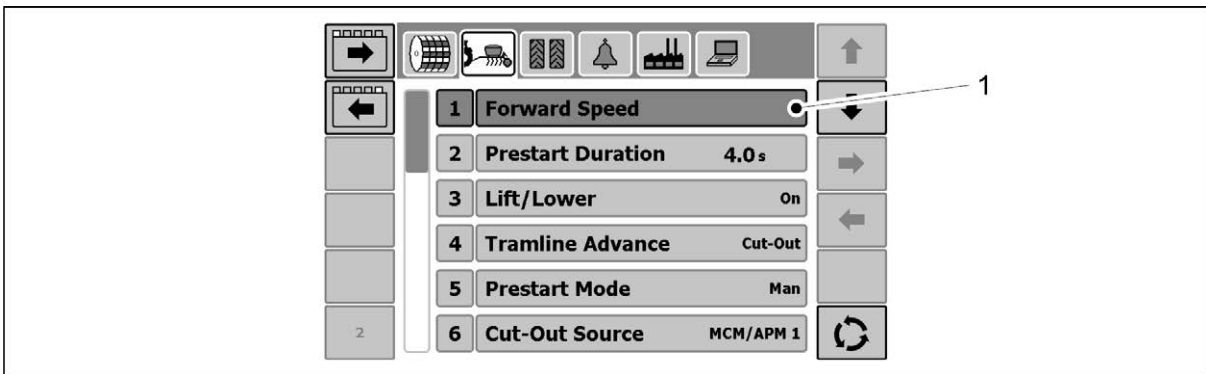 1
1 Forward Speed
2 Prestart Duration 4.0 s
3 Lift/Lower On
4 Tramline Advance Cut-Out
5 Prestart Mode Man
2
6 Cut-Out Source MCM/APM 1